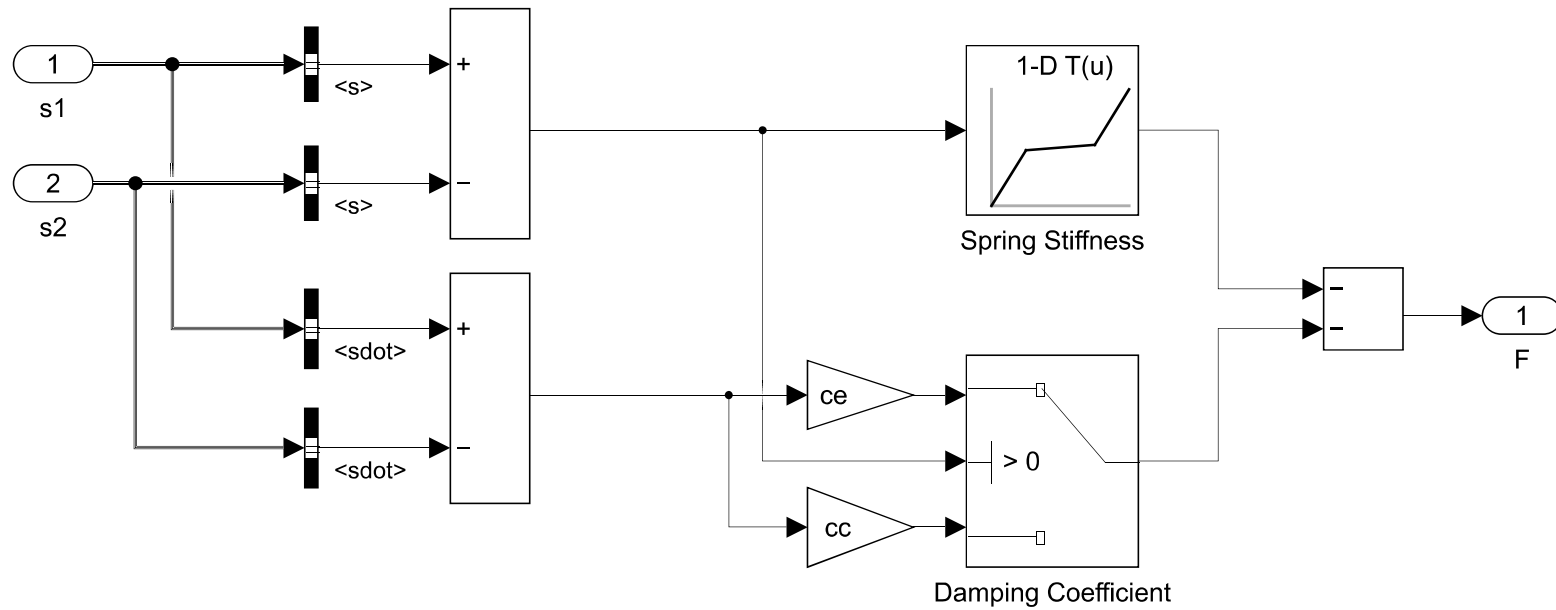 1
s1
<s>
+
2
s2
<s>
−
1-D T(u)
Spring Stiffness
<sdot>
+
<sdot>
−
ce
> 0
cc
Damping Coefficient
−
−
1
F